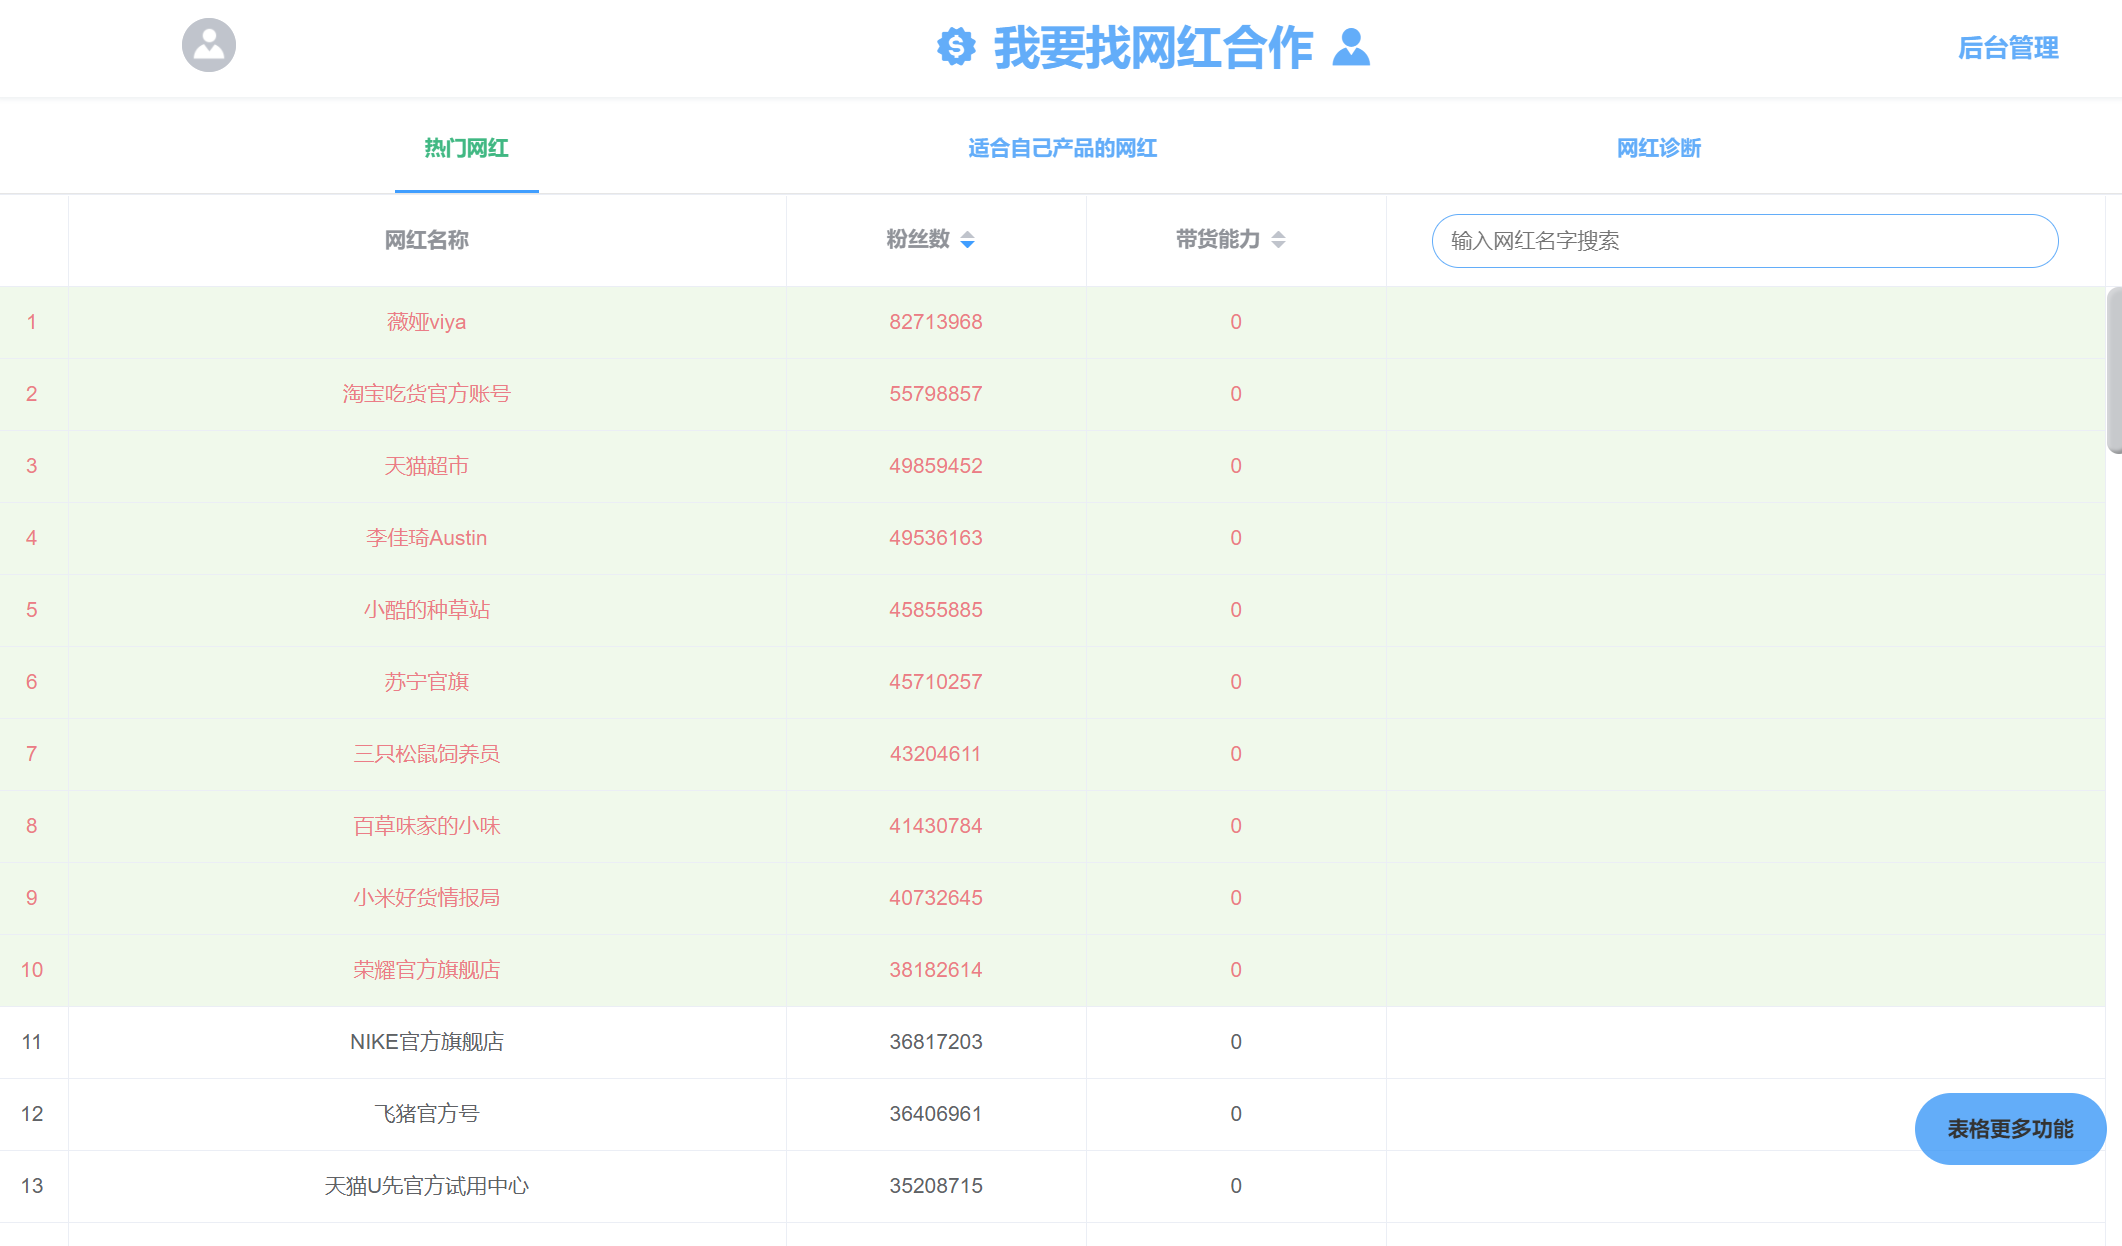 我要找网红合作
后台管理
热门网红 适合自己产品的网红 网红诊断
网红名称 粉丝数 带货能力 输入网红名字搜索
1 薇娅viya 82713968 0
2 淘宝吃货官方账号 55798857 0
3 天猫超市 49859452 0
4 李佳琦Austin 49536163 0
5 小酷的种草站 45855885 0
6 苏宁官旗 45710257 0
7 三只松鼠饲养员 43204611 0
8 百草味家的小味 41430784 0
9 小米好货情报局 40732645 0
10 荣耀官方旗舰店 38182614 0
11 NIKE官方旗舰店 36817203 0
12 飞猪官方号 36406961 0
表格更多功能
13 天猫U先官方试用中心 35208715 0